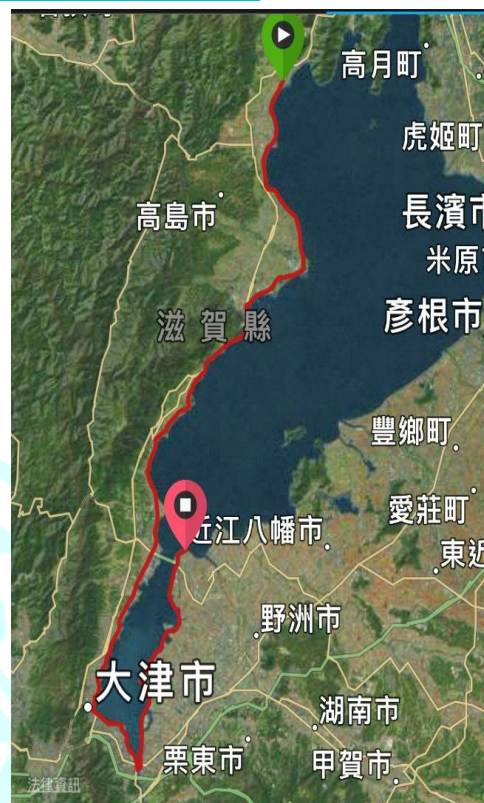 高月町
虎姬町
高島市
長濱市
米原
滋賀縣
彥根市
豐鄉町
愛莊町
近江八幡市
東近
野洲市
大津市
湖南市
栗東市
甲賀市
法律資訊